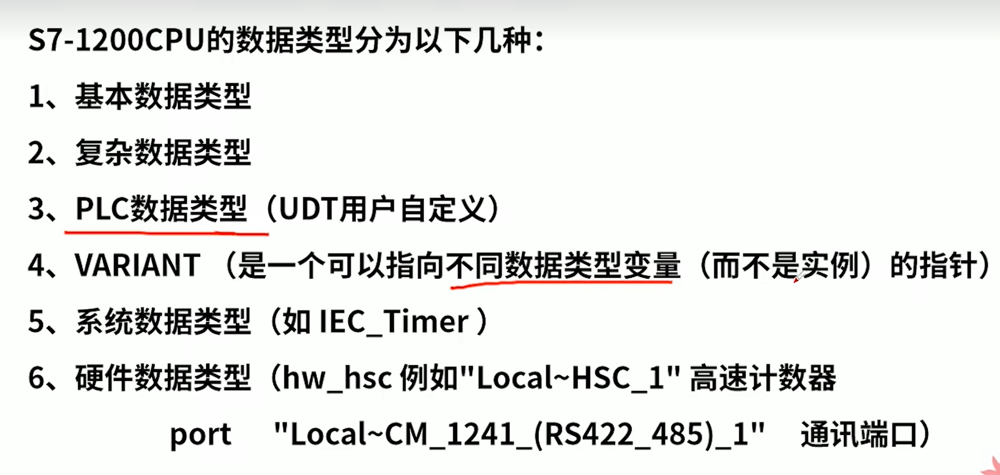 S7-1200CPU的数据类型分为以下几种：
1、基本数据类型
2、复杂数据类型
3、PLC数据类型（UDT用户自定义）
4、VARIANT （是一个可以指向不同数据类型变量（而不是实例）的指针）
5、系统数据类型（如 IEC_Timer ）
6、硬件数据类型（hw_hsc 例如"Local~HSC_1" 高速计数器
port "Local~CM_1241_(RS422_485)_1" 通讯端口）